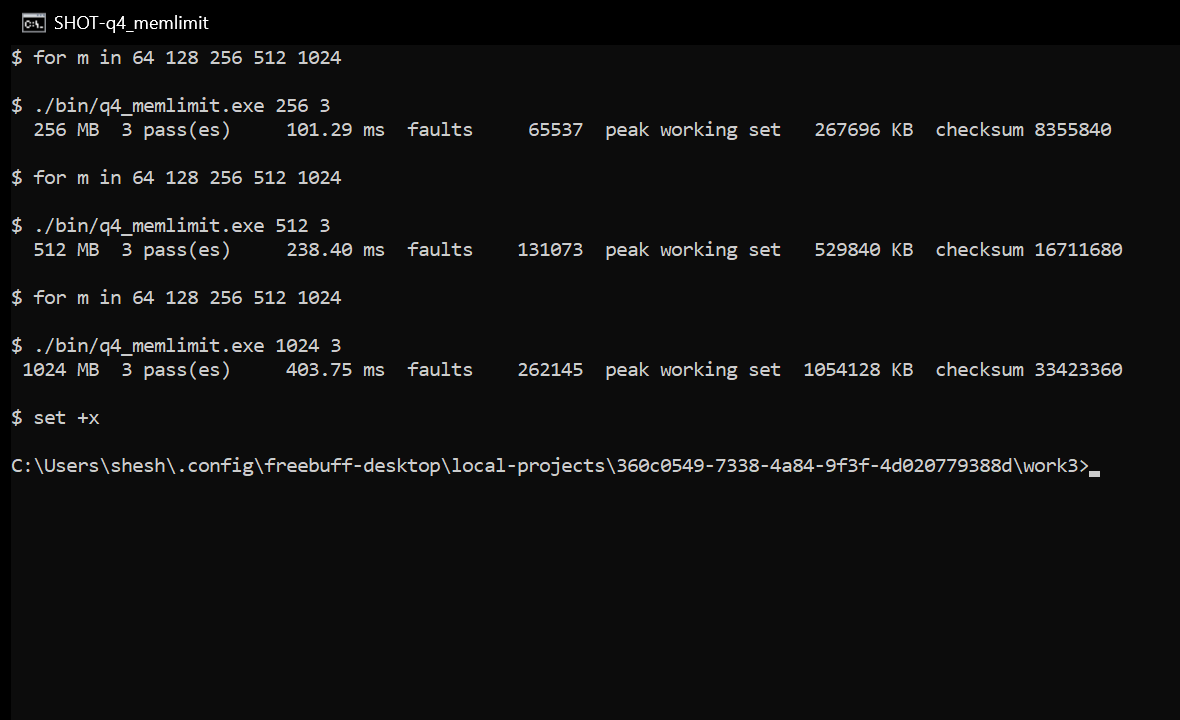 SHOT-q4_memlimit
$ for m in 64 128 256 512 1024
$ ./bin/q4_memlimit.exe 256 3
  256 MB  3 pass(es)     101.29 ms  faults     65537  peak working set   267696 KB  checksum 8355840
$ for m in 64 128 256 512 1024
$ ./bin/q4_memlimit.exe 512 3
  512 MB  3 pass(es)     238.40 ms  faults    131073  peak working set   529840 KB  checksum 16711680
$ for m in 64 128 256 512 1024
$ ./bin/q4_memlimit.exe 1024 3
 1024 MB  3 pass(es)     403.75 ms  faults    262145  peak working set  1054128 KB  checksum 33423360
$ set +x
C:\Users\shesh\.config\freebuff-desktop\local-projects\360c0549-7338-4a84-9f3f-4d020779388d\work3>